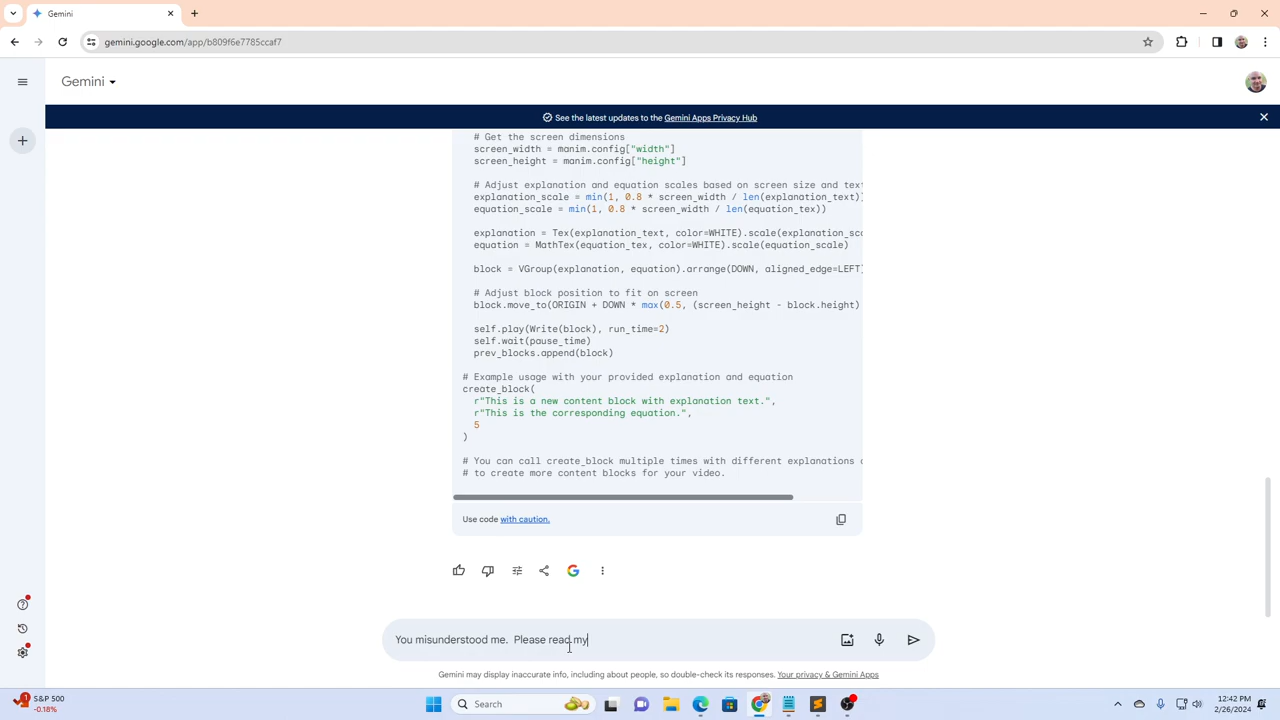 Gemini
gemini.google.com/app/b809f6e7785ccaf7
Gemini
See the latest updates to the Gemini Apps Privacy Hub
# Get the screen dimensions
screen_width = manim.config["width"]
screen_height = manim.config["height"]
# Adjust explanation and equation scales based on screen size and text
explanation_scale = min(1, 0.8 * screen_width / len(explanation_text))
equation_scale = min(1, 0.8 * screen_width / len(equation_tex))
explanation = Tex(explanation_text, color=WHITE).scale(explanation_sca
equation = MathTex(equation_tex, color=WHITE).scale(equation_scale)
block = VGroup(explanation, equation).arrange(DOWN, aligned_edge=LEFT)
# Adjust block position to fit on screen
block.move_to(ORIGIN + DOWN * max(0.5, (screen_height - block.height)
self.play(Write(block), run_time=2)
self.wait(pause_time)
prev_blocks.append(block)
# Example usage with your provided explanation and equation
create_block(
r"This is a new content block with explanation text.",
r"This is the corresponding equation.",
5
)
# You can call create_block multiple times with different explanations
# to create more content blocks for your video.
Use code with caution.
You misunderstood me.  Please read my
Gemini may display inaccurate info, including about people, so double-check its responses. Your privacy & Gemini Apps
1
S&P 500
-0.18%
Search
12:42 PM
2/26/2024